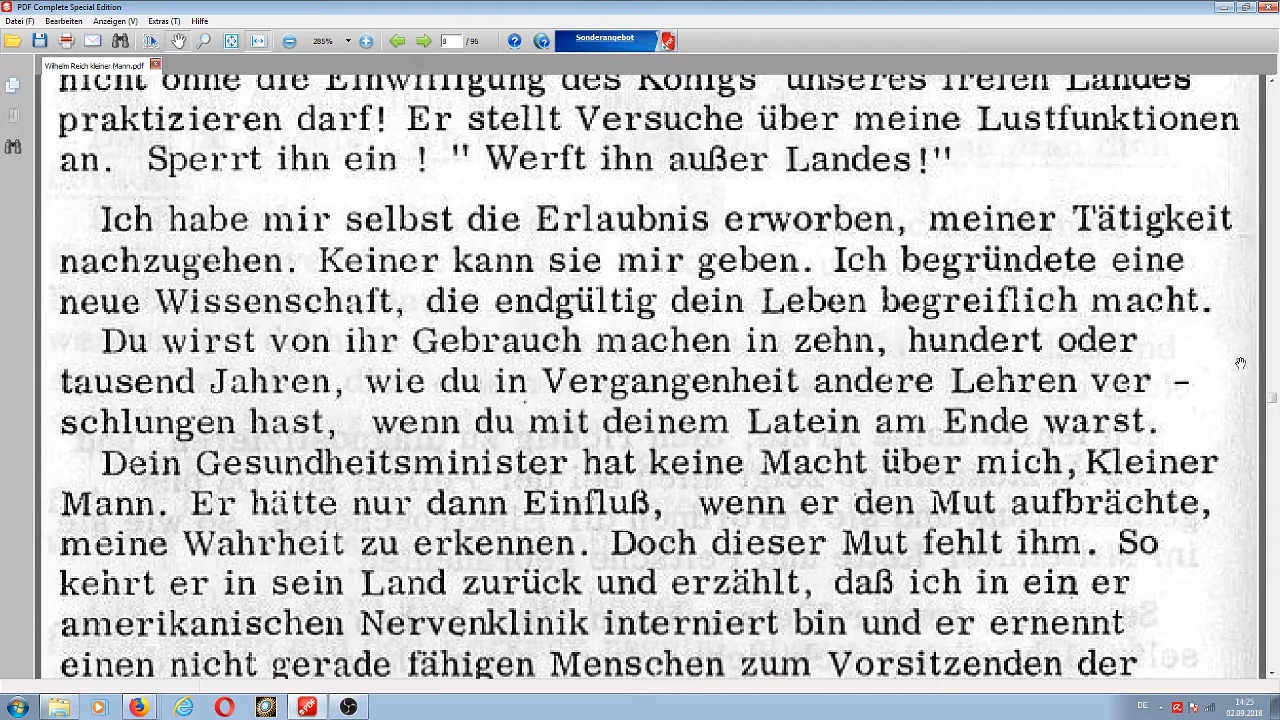 PDF Complete Special Edition
Datei (F) Bearbeiten Anzeigen (V) Extras (T) Hilfe
285% 8 / 96 Sonderangebot
Wilhelm Reich kleiner Mann.pdf
nicht ohne die Einwilligung des Königs unseres freien Landes
praktizieren darf! Er stellt Versuche über meine Lustfunktionen
an. Sperrt ihn ein ! " Werft ihn außer Landes!"
Ich habe mir selbst die Erlaubnis erworben, meiner Tätigkeit
nachzugehen. Keiner kann sie mir geben. Ich begründete eine
neue Wissenschaft, die endgültig dein Leben begreiflich macht.
Du wirst von ihr Gebrauch machen in zehn, hundert oder
tausend Jahren, wie du in Vergangenheit andere Lehren ver -
schlungen hast, wenn du mit deinem Latein am Ende warst.
Dein Gesundheitsminister hat keine Macht über mich, Kleiner
Mann. Er hätte nur dann Einfluß, wenn er den Mut aufbrächte,
meine Wahrheit zu erkennen. Doch dieser Mut fehlt ihm. So
kehrt er in sein Land zurück und erzählt, daß ich in ein er
amerikanischen Nervenklinik interniert bin und er ernennt
einen nicht gerade fähigen Menschen zum Vorsitzenden der
DE 14:25
02.09.2018